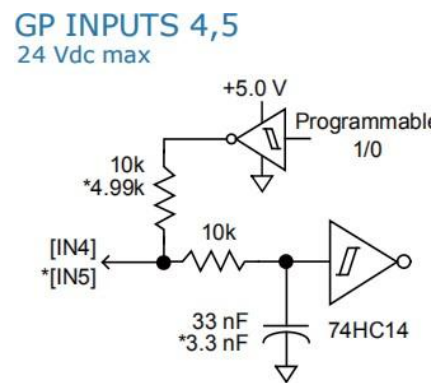 GP INPUTS 4,5
24 Vdc max
+5.0 V
Programmable
1/0
10k
*4.99k
[IN4]
*[IN5]
10k
33 nF
*3.3 nF
74HC14